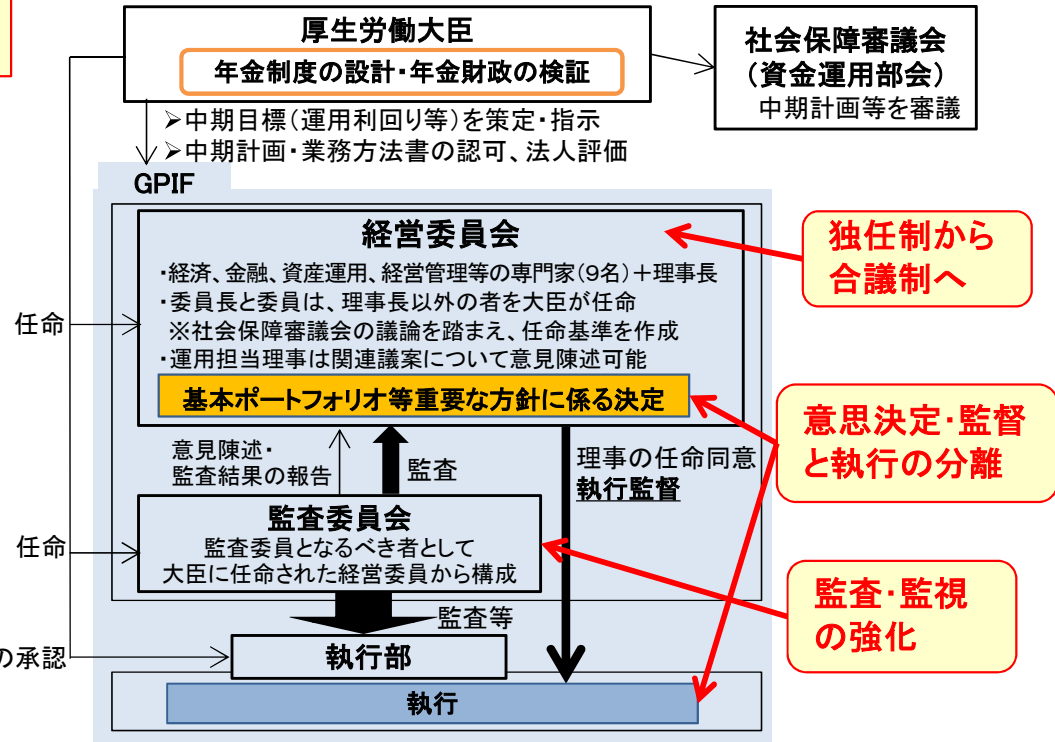 厚生労働大臣
年金制度の設計・年金財政の検証
社会保障審議会
(資金運用部会)
中期計画等を審議
➢中期目標(運用利回り等)を策定・指示
➢中期計画・業務方法書の認可、法人評価
GPIF
経営委員会
・経済、金融、資産運用、経営管理等の専門家(9名)+理事長
・委員長と委員は、理事長以外の者を大臣が任命
※社会保障審議会の議論を踏まえ、任命基準を作成
・運用担当理事は関連議案について意見陳述可能
基本ポートフォリオ等重要な方針に係る決定
独任制から
合議制へ
任命
意思決定・監督
と執行の分離
意見陳述・
監査結果の報告
監査
理事の任命同意
執行監督
監査委員会
監査委員となるべき者として
大臣に任命された経営委員から構成
任命
監査・監視
の強化
監査等
の承認
執行部
執行